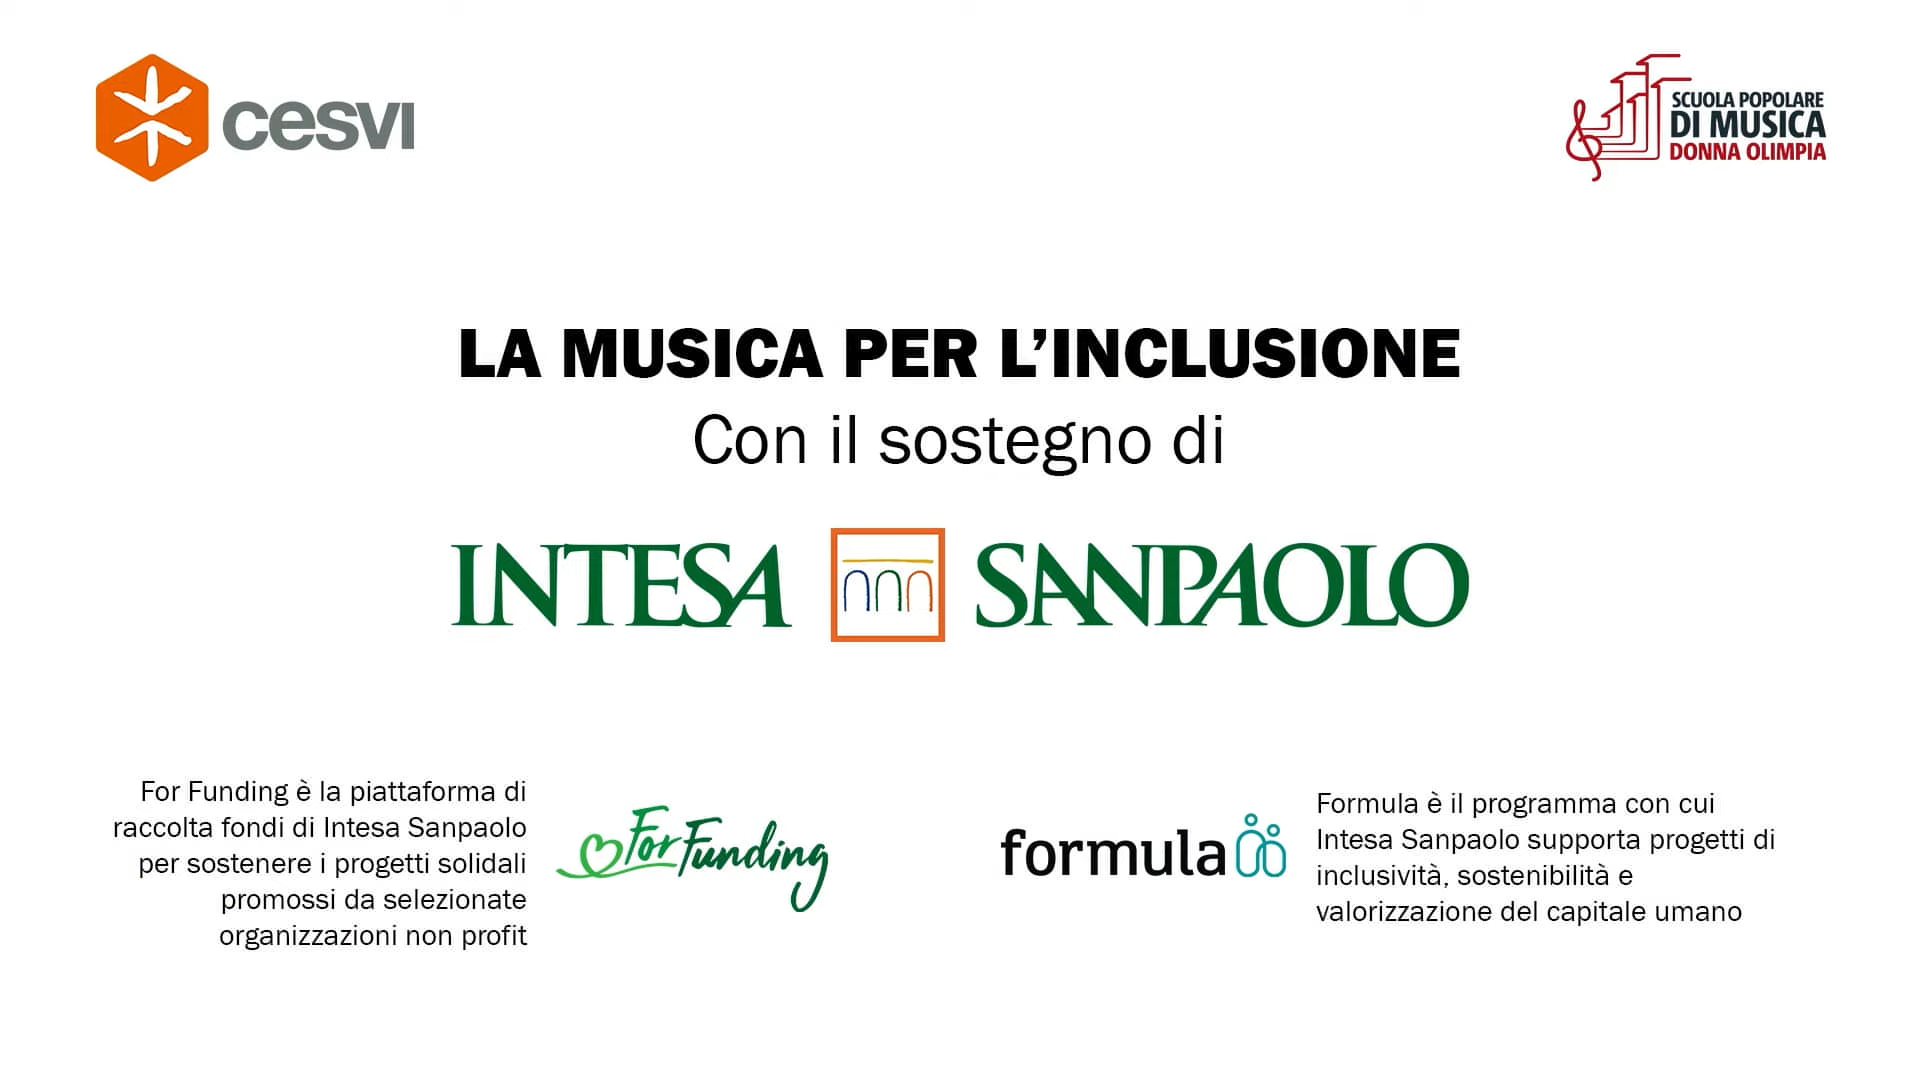 cesvi
SCUOLA POPOLARE
DI MUSICA
DONNA OLIMPIA
LA MUSICA PER L’INCLUSIONE
Con il sostegno di
INTESA SANPAOLO
For Funding è la piattaforma di
raccolta fondi di Intesa Sanpaolo
per sostenere i progetti solidali
promossi da selezionate
organizzazioni non profit
For Funding
formula
Formula è il programma con cui
Intesa Sanpaolo supporta progetti di
inclusività, sostenibilità e
valorizzazione del capitale umano